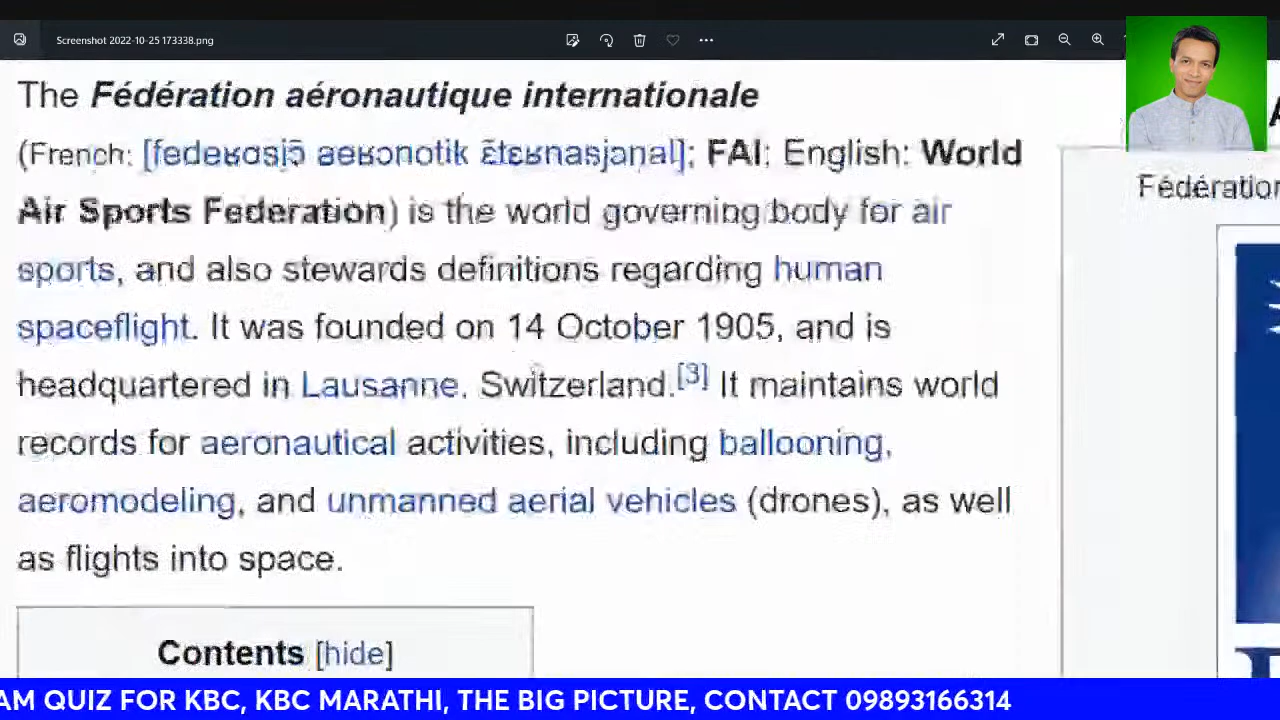 Screenshot 2022-10-25 173338.png
The Fédération aéronautique internationale
(French: [fedeʁɑsjɔ̃ aeʁɔnotik ɛ̃tɛʁnasjɔnal]; FAI; English: World
Air Sports Federation) is the world governing body for air
sports, and also stewards definitions regarding human
spaceflight. It was founded on 14 October 1905, and is
headquartered in Lausanne, Switzerland.[3] It maintains world
records for aeronautical activities, including ballooning,
aeromodeling, and unmanned aerial vehicles (drones), as well
as flights into space.
Contents [hide]
Fédération
AM QUIZ FOR KBC, KBC MARATHI, THE BIG PICTURE, CONTACT 09893166314